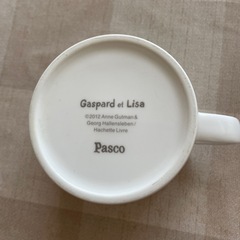 Gaspard et Lisa
©2012 Anne Gutman &
Georg Hallensleben /
Hachette Livre
Pasco